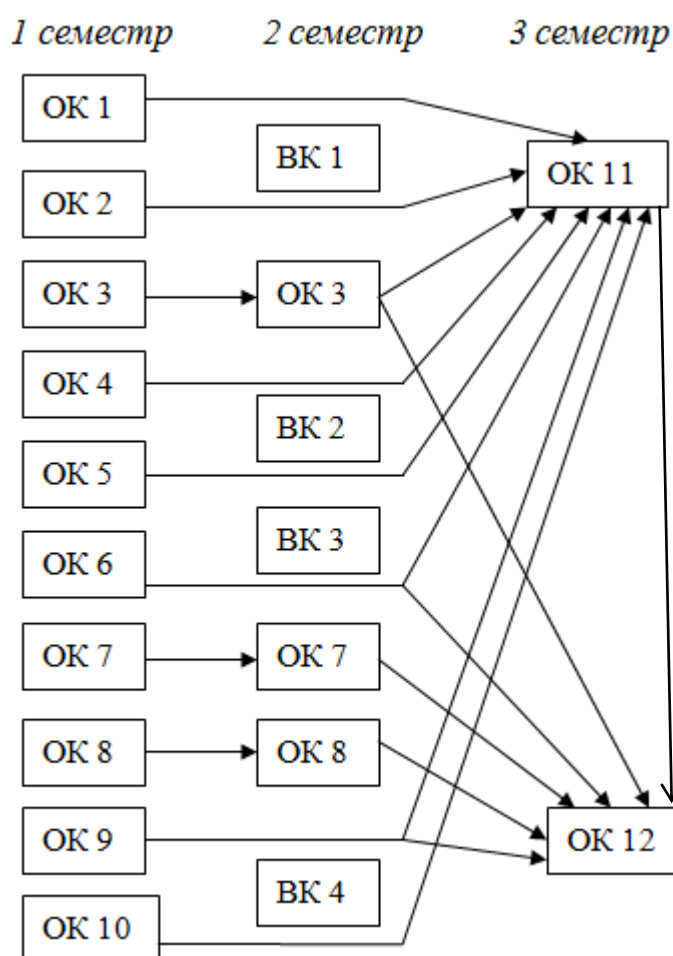 1 семестр 2 семестр 3 семестр
ОК 1
ВК 1
ОК 11
ОК 2
ОК 3 ОК 3
ОК 4
ВК 2
ОК 5
ВК 3
ОК 6
ОК 7 ОК 7
ОК 8 ОК 8
ОК 9 ОК 12
ВК 4
ОК 10